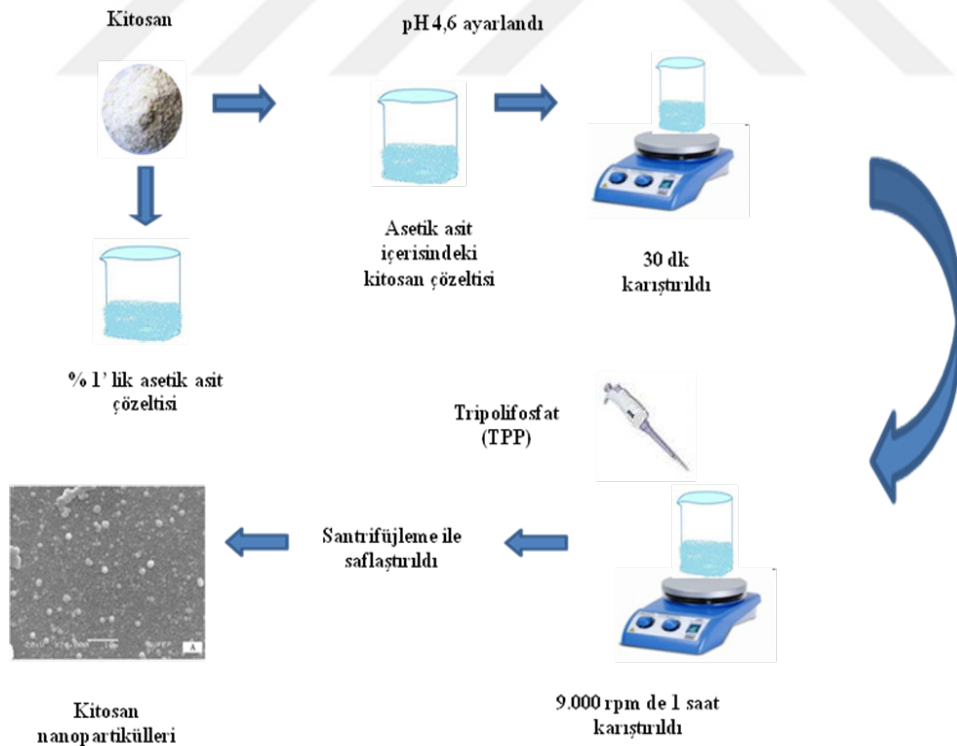 Kitosan
pH 4,6 ayarlandı
Asetik asit
içerisindeki
kitosan çözeltisi
30 dk
karıştırıldı
% 1' lik asetik asit
çözeltisi
Tripolifosfat
(TPP)
Santrifüjleme ile
saflaştırıldı
A
Kitosan
nanopartikülleri
9.000 rpm de 1 saat
karıştırıldı